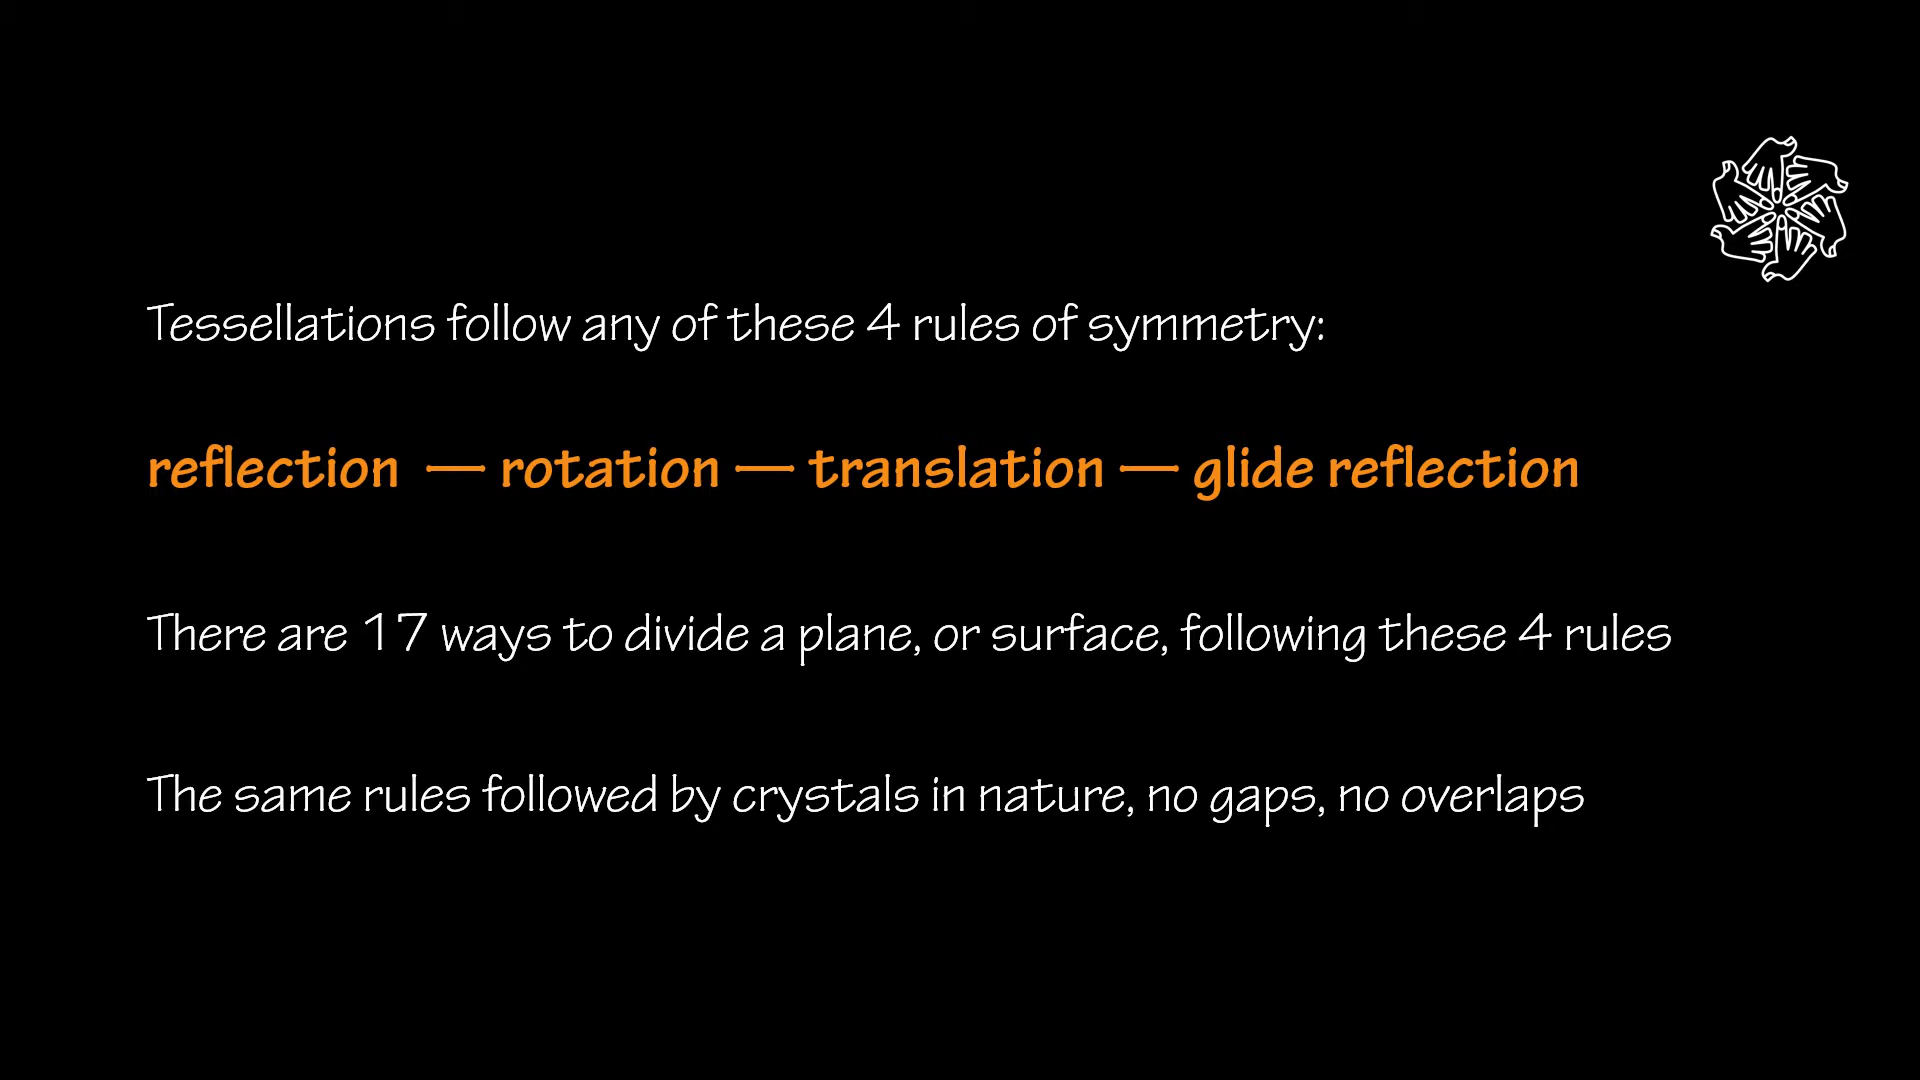 Tessellations follow any of these 4 rules of symmetry:
reflection — rotation — translation — glide reflection
There are 17 ways to divide a plane, or surface, following these 4 rules
The same rules followed by crystals in nature, no gaps, no overlaps